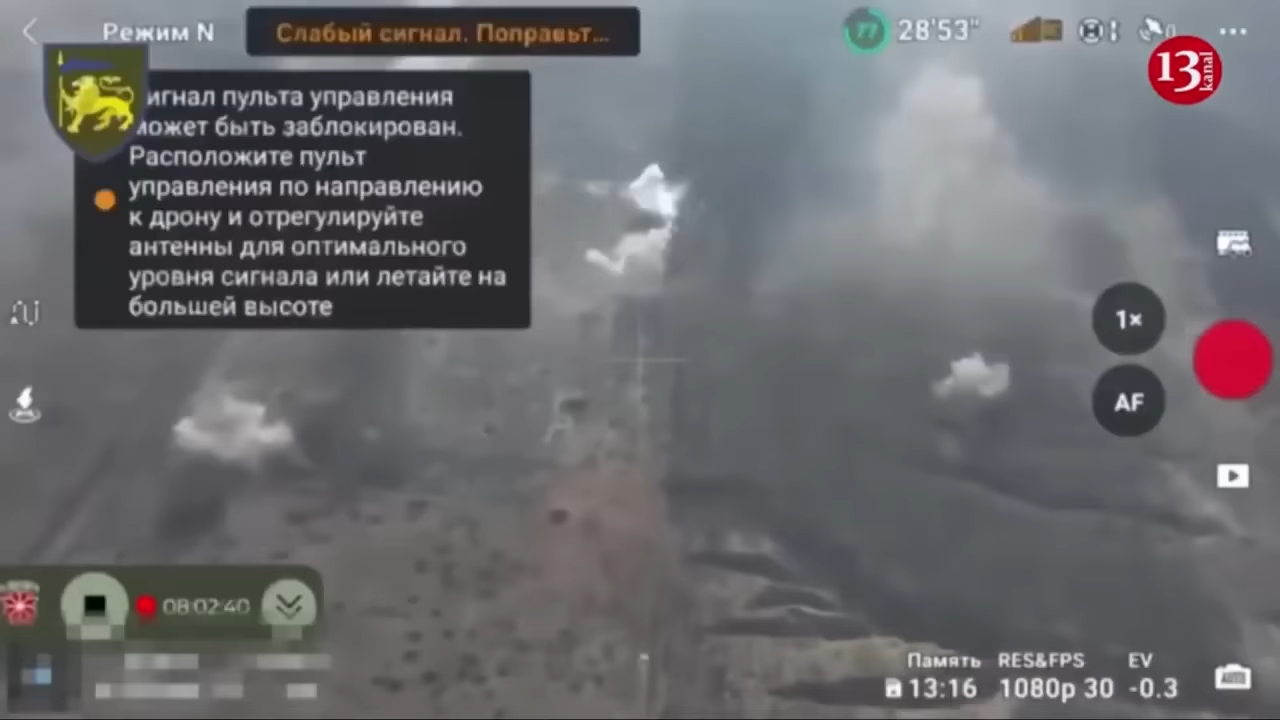 Режим N
Слабый сигнал. Поправьт...
77 28'53"
13 kanal
игнал пульта управления
может быть заблокирован.
Расположите пульт
управления по направлению
к дрону и отрегулируйте
антенны для оптимального
уровня сигнала или летайте на
большей высоте
1×
AF
08:02:40
Память RES&FPS EV
13:16 1080p 30 -0.3
AUTO